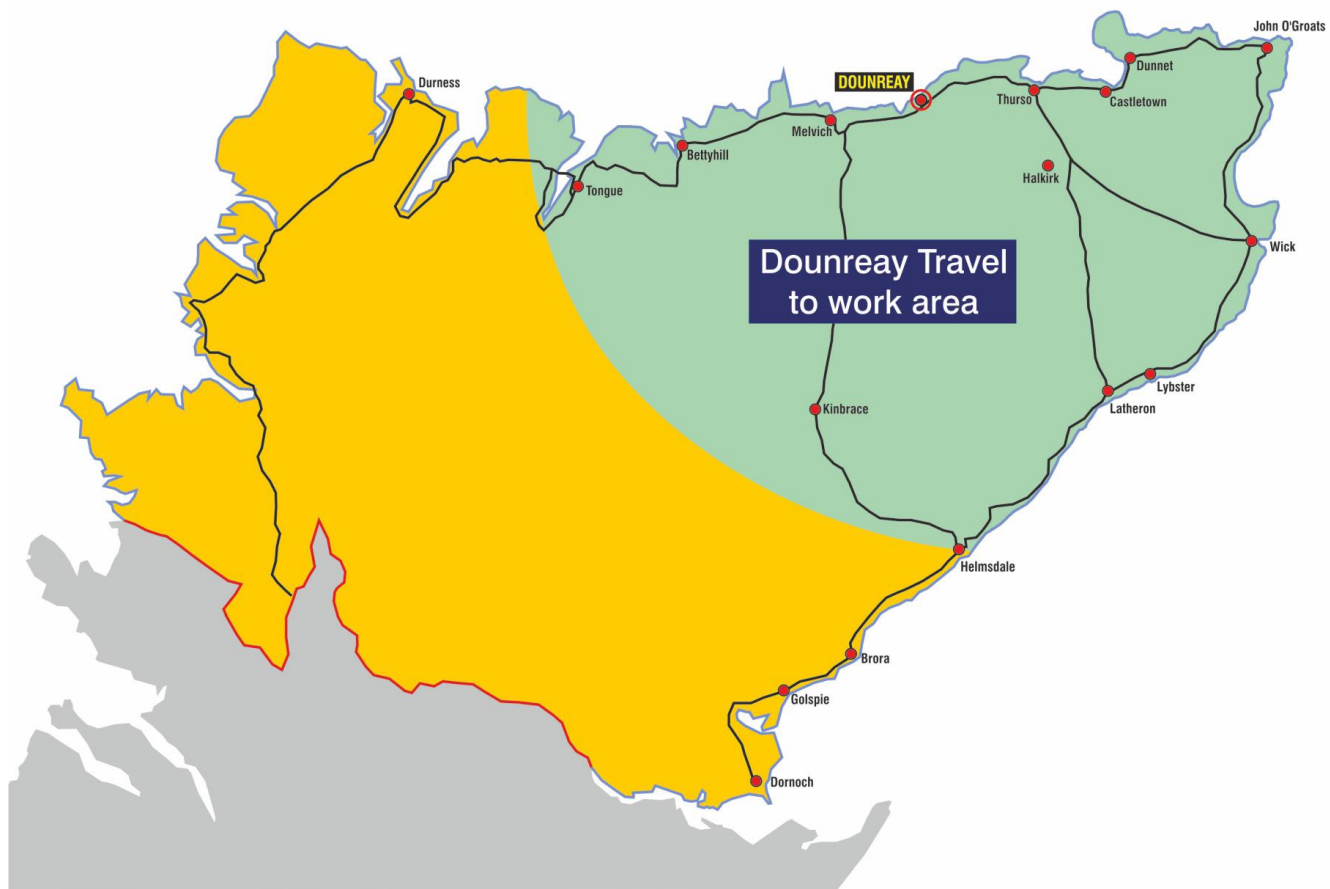 John O'Groats
Dunnet
Durness
DOUNREAY
Thurso
Castletown
Melvich
Bettyhill
Halkirk
Tongue
Wick
Dounreay Travel
to work area
Lybster
Latheron
Kinbrace
Helmsdale
Brora
Golspie
Dornoch